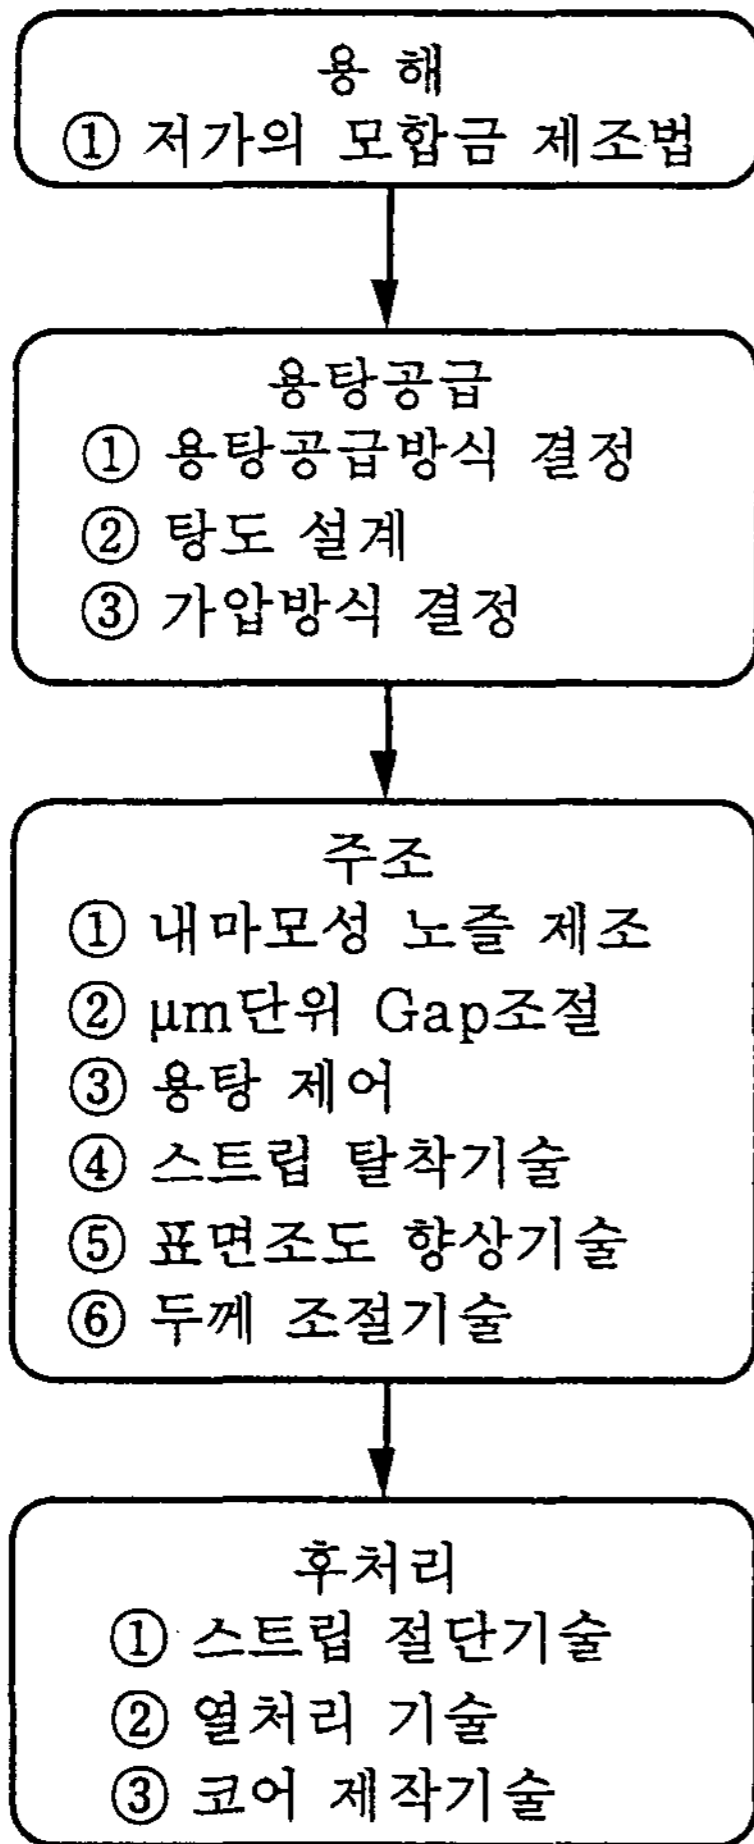 용 해
① 저가의 모합금 제조법
용탕공급
① 용탕공급방식 결정
② 탕도 설계
③ 가압방식 결정
주조
① 내마모성 노즐 제조
② μm단위 Gap조절
③ 용탕 제어
④ 스트립 탈착기술
⑤ 표면조도 향상기술
⑥ 두께 조절기술
후처리
① 스트립 절단기술
② 열처리 기술
③ 코어 제작기술